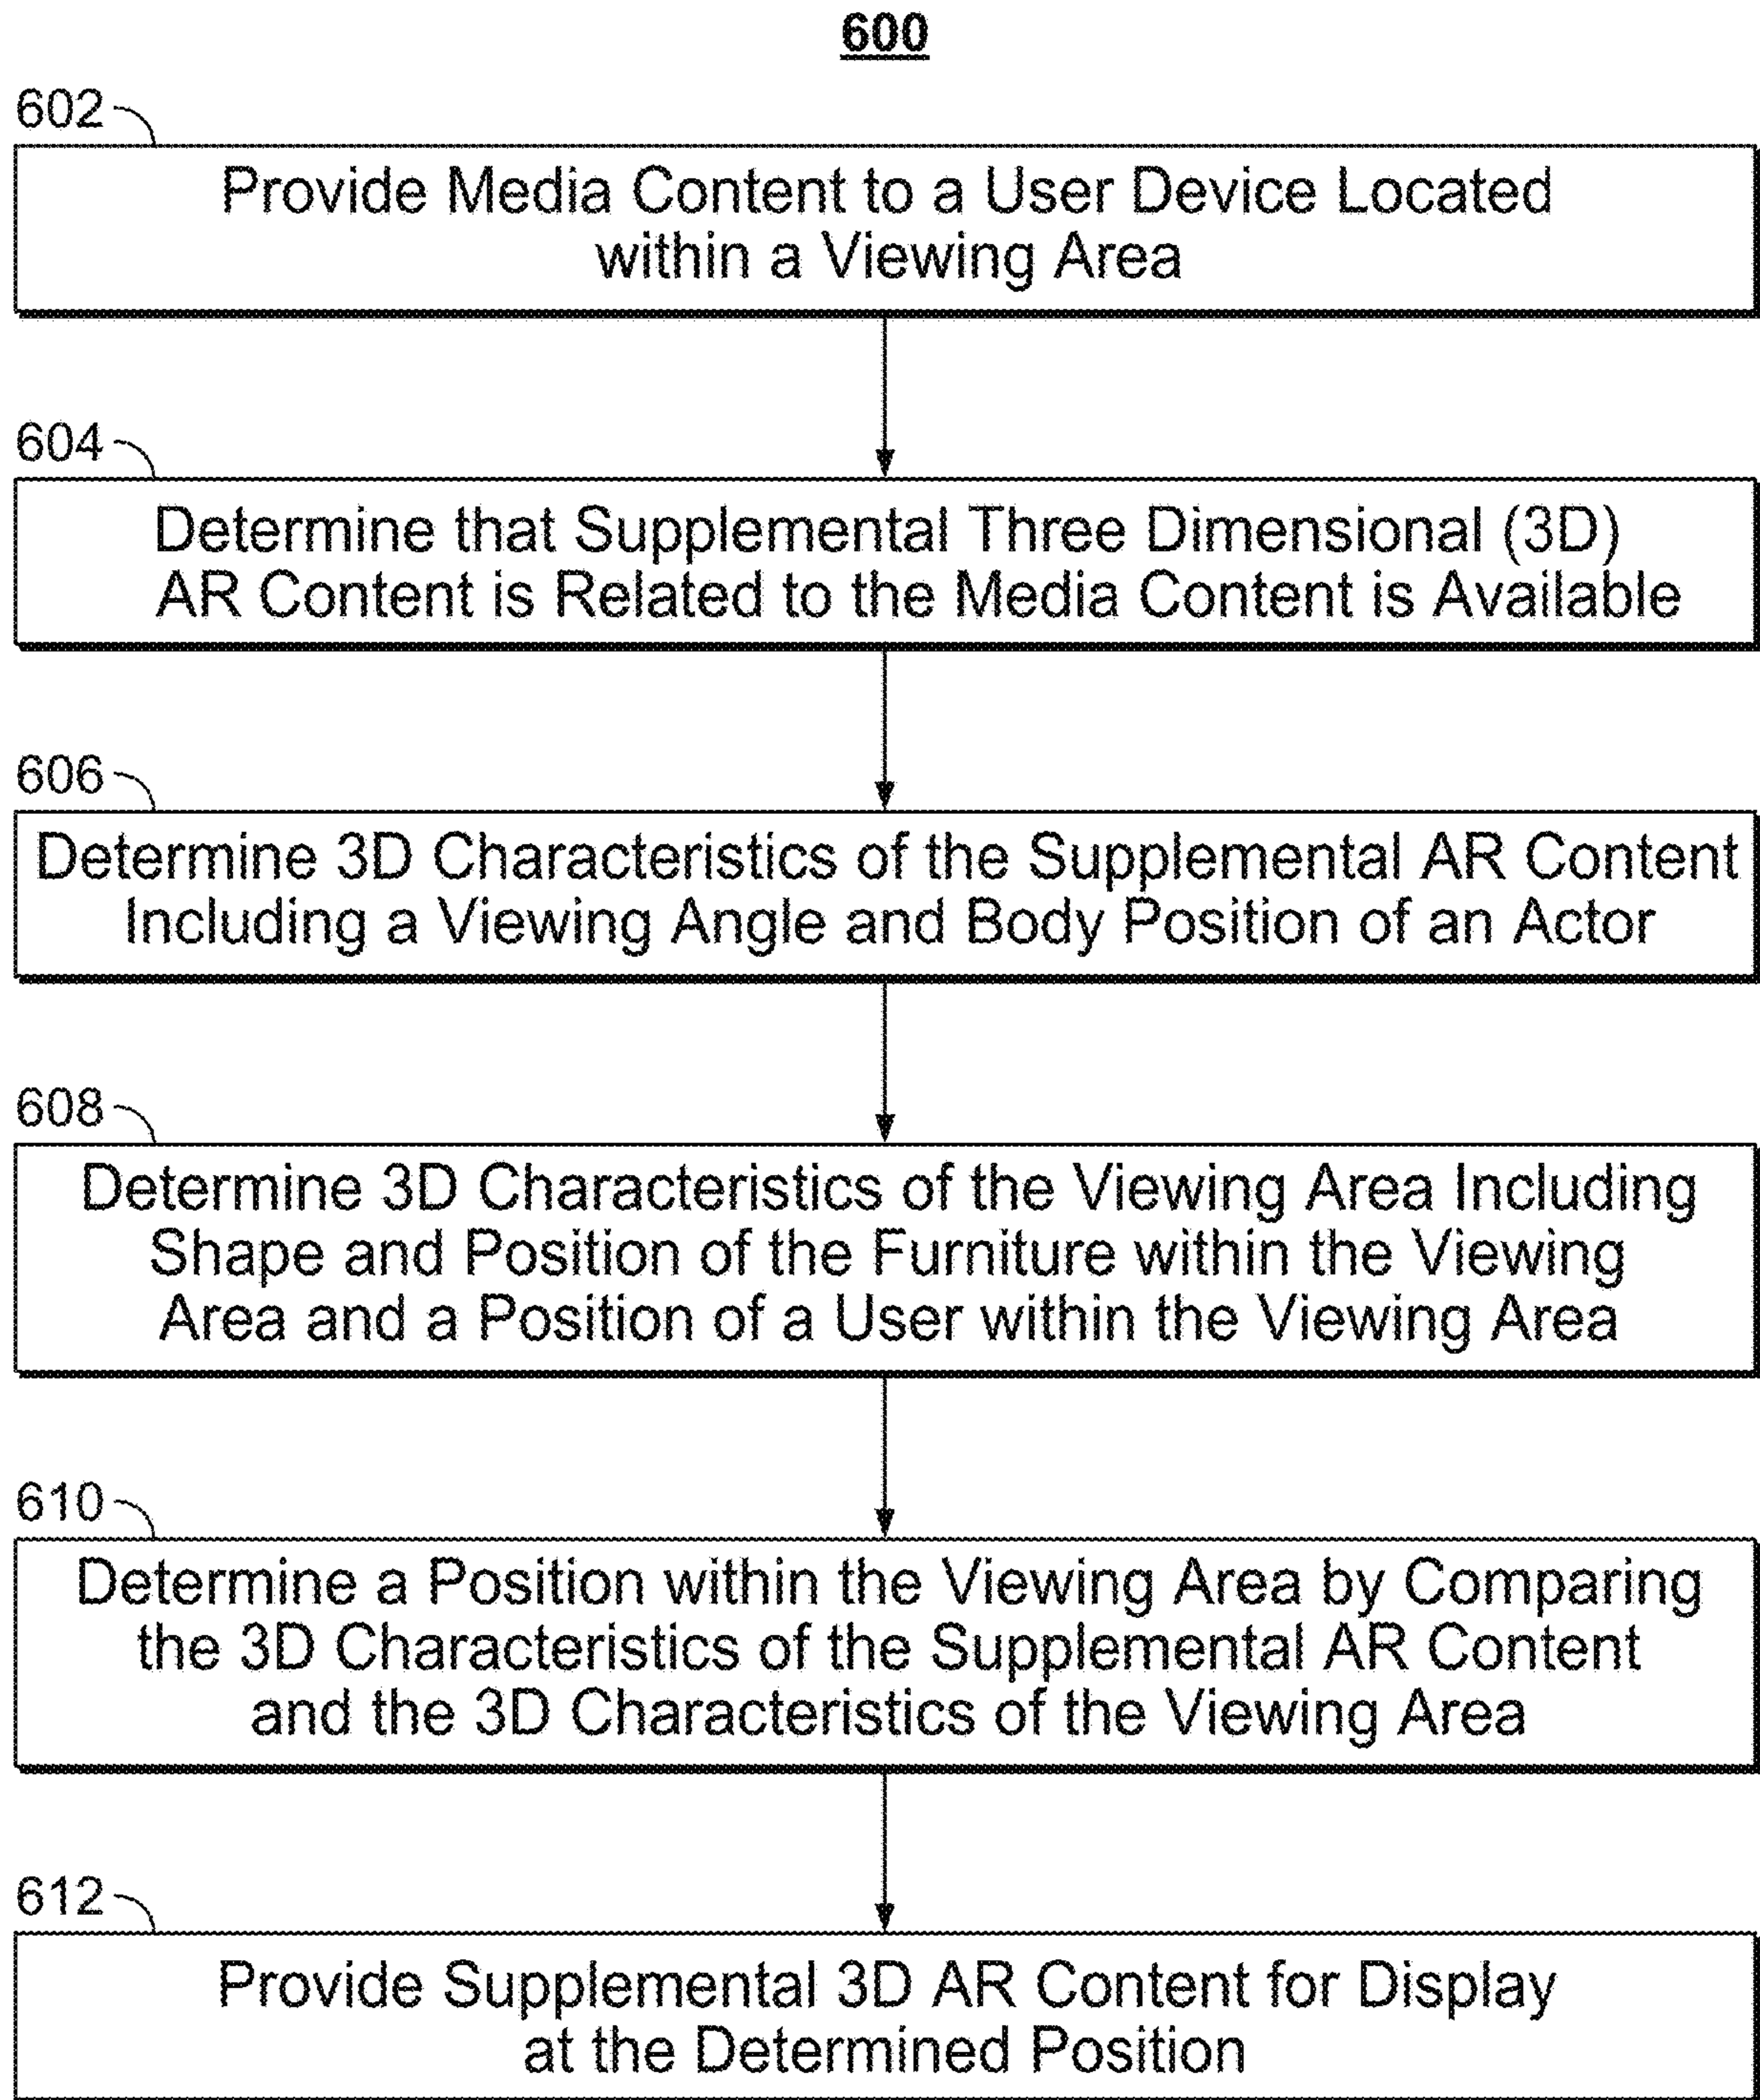 600
602
Provide Media Content to a User Device Located
within a Viewing Area
604
Determine that Supplemental Three Dimensional (3D)
AR Content is Related to the Media Content is Available
606
Determine 3D Characteristics of the Supplemental AR Content
Including a Viewing Angle and Body Position of an Actor
608
Determine 3D Characteristics of the Viewing Area Including
Shape and Position of the Furniture within the Viewing
Area and a Position of a User within the Viewing Area
610
Determine a Position within the Viewing Area by Comparing
the 3D Characteristics of the Supplemental AR Content
and the 3D Characteristics of the Viewing Area
612
Provide Supplemental 3D AR Content for Display
at the Determined Position